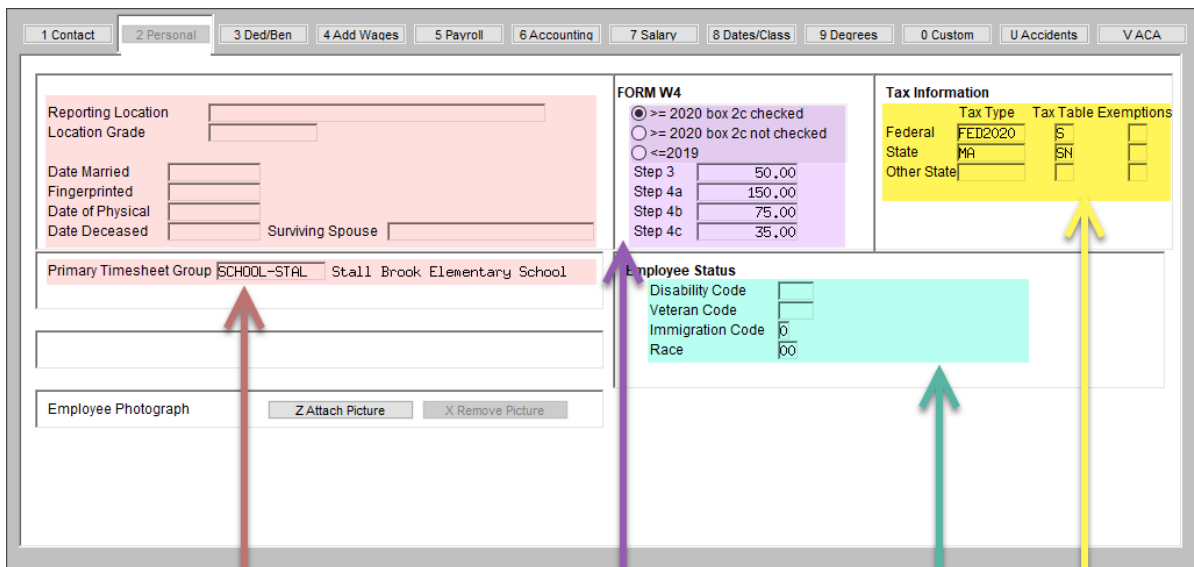 1 Contact 2 Personal 3 Ded/Ben 4 Add Wages 5 Payroll 6 Accounting 7 Salary 8 Dates/Class 9 Degrees 0 Custom U Accidents V ACA
Reporting Location
Location Grade
Date Married
Fingerprinted
Date of Physical
Date Deceased Surviving Spouse
FORM W4
>= 2020 box 2c checked
>= 2020 box 2c not checked
<=2019
Step 3 50.00
Step 4a 150.00
Step 4b 75.00
Step 4c 35.00
Tax Information
Tax Type Tax Table Exemptions
Federal FED2020 S
State MA SN
Other State
Primary Timesheet Group SCHOOL-STAL Stall Brook Elementary School
Employee Status
Disability Code
Veteran Code
Immigration Code 0
Race 00
Employee Photograph Z Attach Picture X Remove Picture